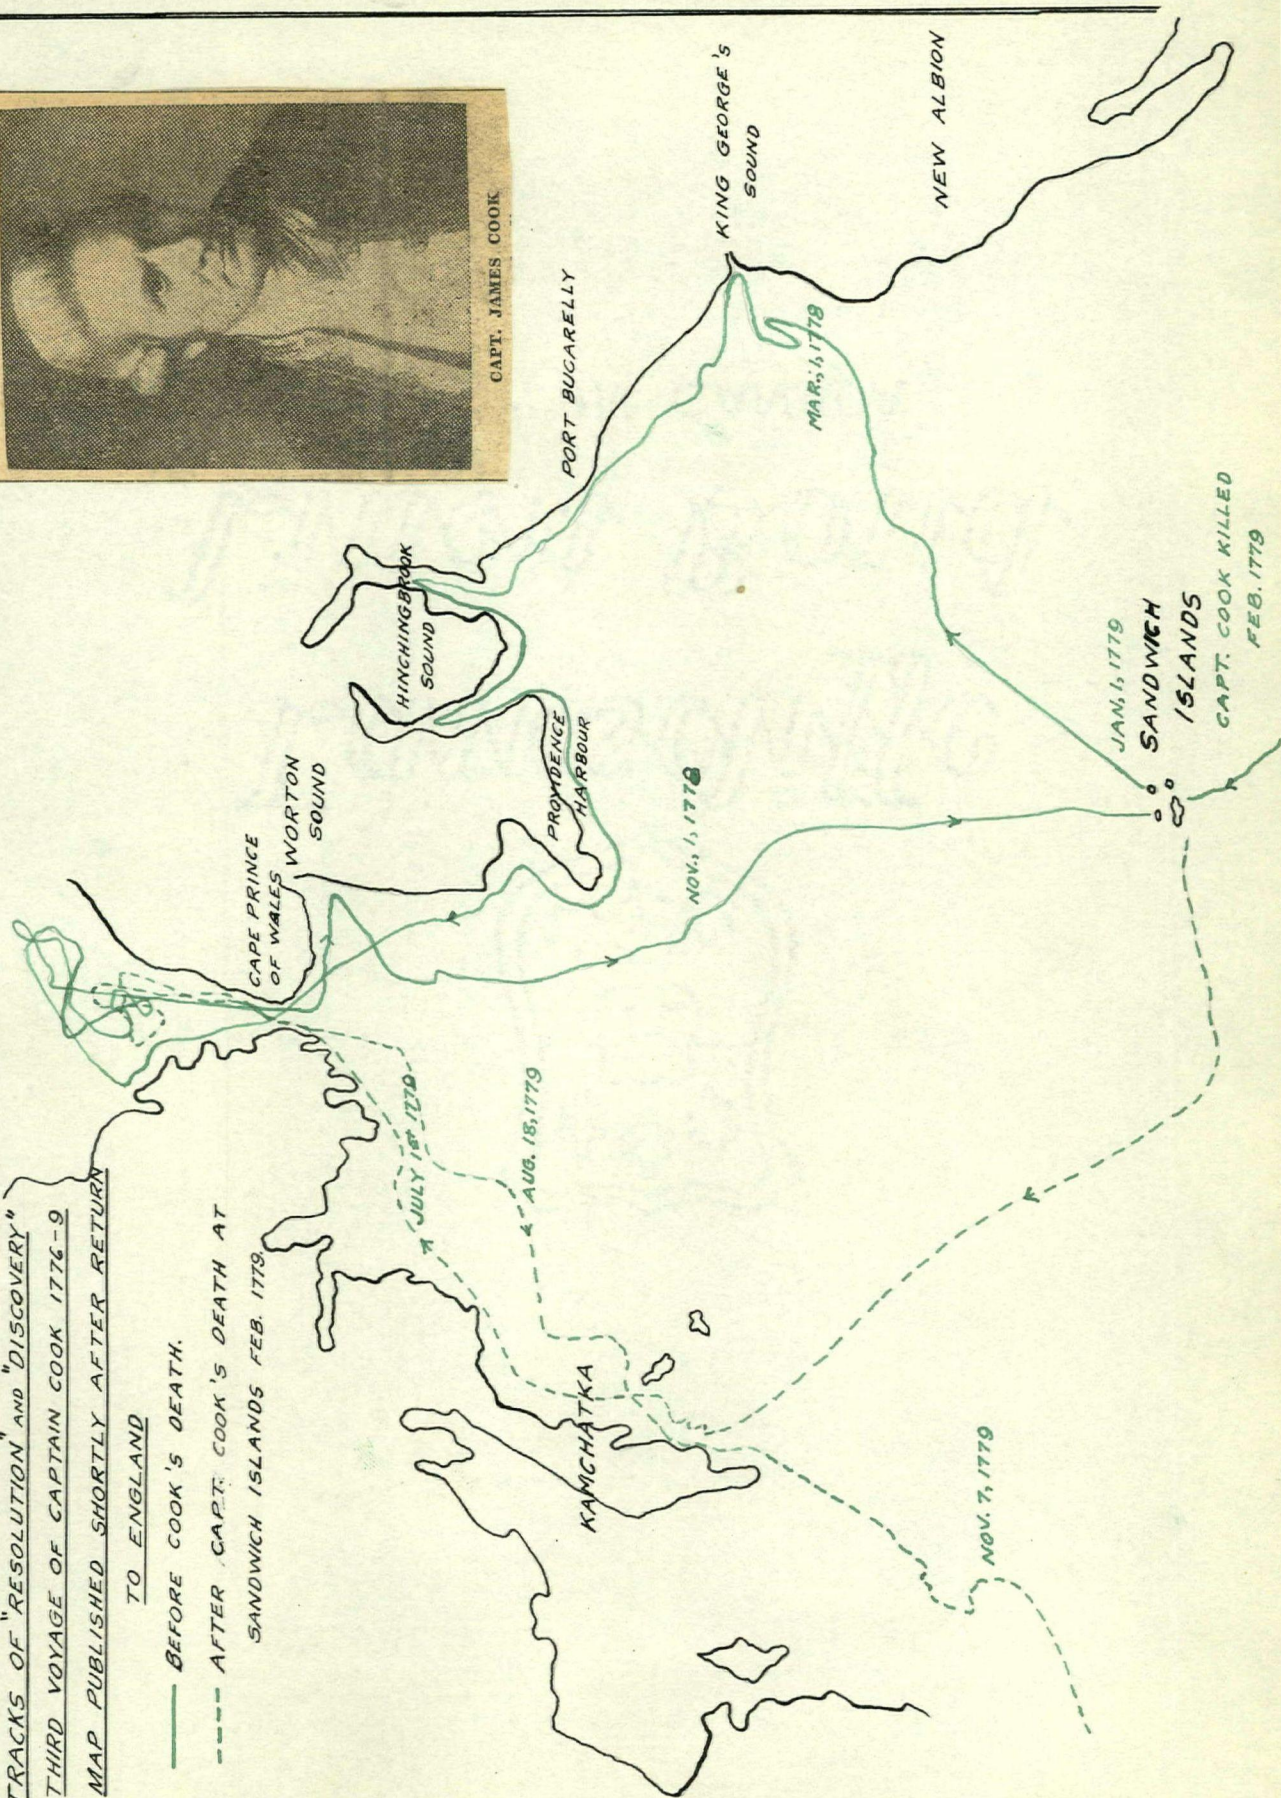 TRACKS OF "RESOLUTION" AND "DISCOVERY"
THIRD VOYAGE OF CAPTAIN COOK 1776-9
MAP PUBLISHED SHORTLY AFTER RETURN
TO ENGLAND
BEFORE COOK'S DEATH.
AFTER CAPT. COOK'S DEATH AT
SANDWICH ISLANDS FEB. 1779.
CAPT. JAMES COOK
CAPE PRINCE
OF WALES
WORTON
SOUND
HINCHINGBROOK
SOUND
PROVIDENCE
HARBOUR
PORT BUCARELLY
KING GEORGE'S
SOUND
NEW ALBION
MAR., 1, 1778
NOV., 1, 1778
JULY 1ST 1779
AUG. 18, 1779
KAMCHATKA
NOV. 7, 1779
JAN, 1, 1779
SANDWICH
ISLANDS
CAPT. COOK KILLED
FEB. 1779